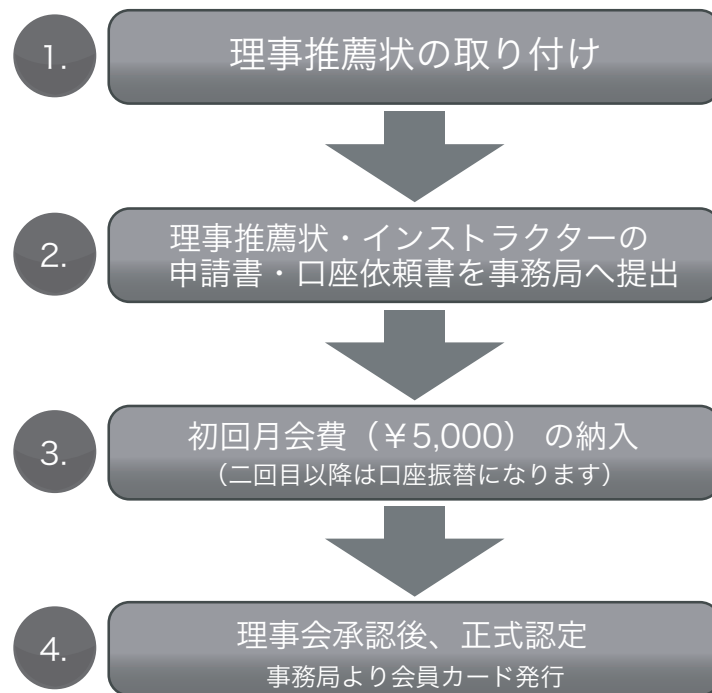 1.
理事推薦状の取り付け
2.
理事推薦状・インストラクターの
申請書・口座依頼書を事務局へ提出
3.
初回月会費（￥5,000） の納入
（二回目以降は口座振替になります）
4.
理事会承認後、正式認定
事務局より会員カード発行